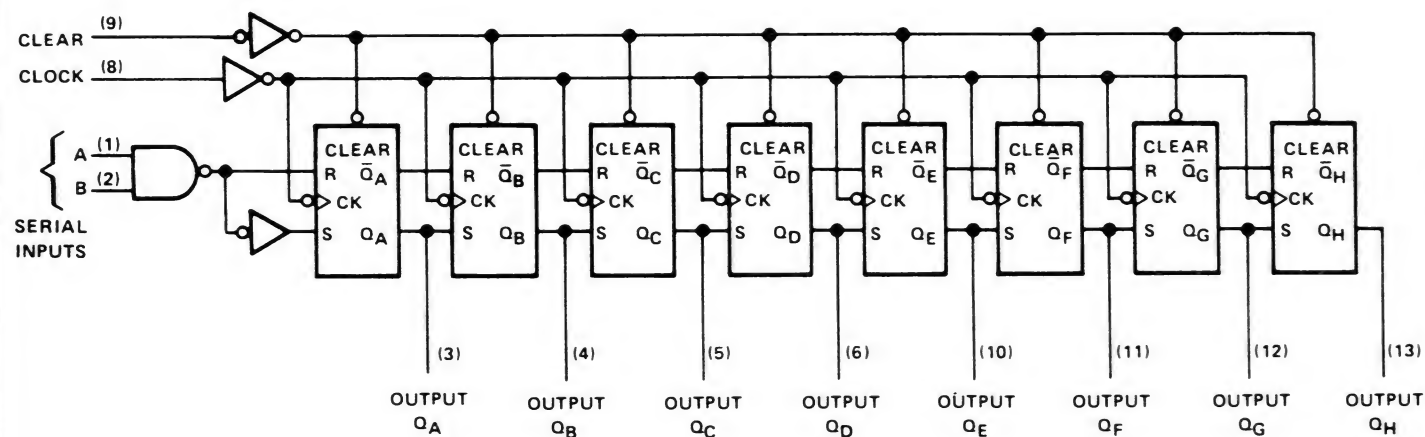 CLEAR (9)
CLOCK (8)
A (1)
B (2)
SERIAL
INPUTS
CLEAR CLEAR CLEAR CLEAR CLEAR CLEAR CLEAR CLEAR
R Q̅A R Q̅B R Q̅C R Q̅D R Q̅E R Q̅F R Q̅G R Q̅H
CK CK CK CK CK CK CK CK
S QA S QB S QC S QD S QE S QF S QG S QH
(3) (4) (5) (6) (10) (11) (12) (13)
OUTPUT OUTPUT OUTPUT OUTPUT OUTPUT OUTPUT OUTPUT OUTPUT
QA QB QC QD QE QF QG QH